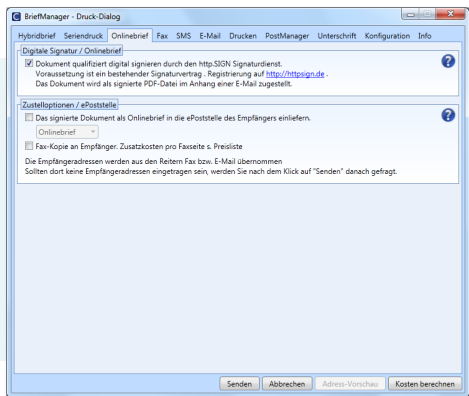 BriefManager - Druck-Dialog
Hybridbrief Seriendruck Onlinebrief Fax SMS E-Mail Drucken PostManager Unterschrift Konfiguration Info
Digitale Signatur / Onlinebrief
Dokument qualifiziert digital signieren durch den http.SIGN Signaturdienst.
Voraussetzung ist ein bestehender Signaturvertrag . Registrierung auf http://httpsign.de .
Das Dokument wird als signierte PDF-Datei im Anhang einer E-Mail zugestellt.
Zustelloptionen / ePoststelle
Das signierte Dokument als Onlinebrief in die ePoststelle des Empfängers einliefern.
Onlinebrief
Fax-Kopie an Empfänger. Zusatzkosten pro Faxseite s. Preisliste
Die Empfängeradressen werden aus den Reitern Fax bzw. E-Mail übernommen
Sollten dort keine Empfängeradressen eingetragen sein, werden Sie nach dem Klick auf "Senden" danach gefragt.
Senden Abbrechen Adress-Vorschau Kosten berechnen